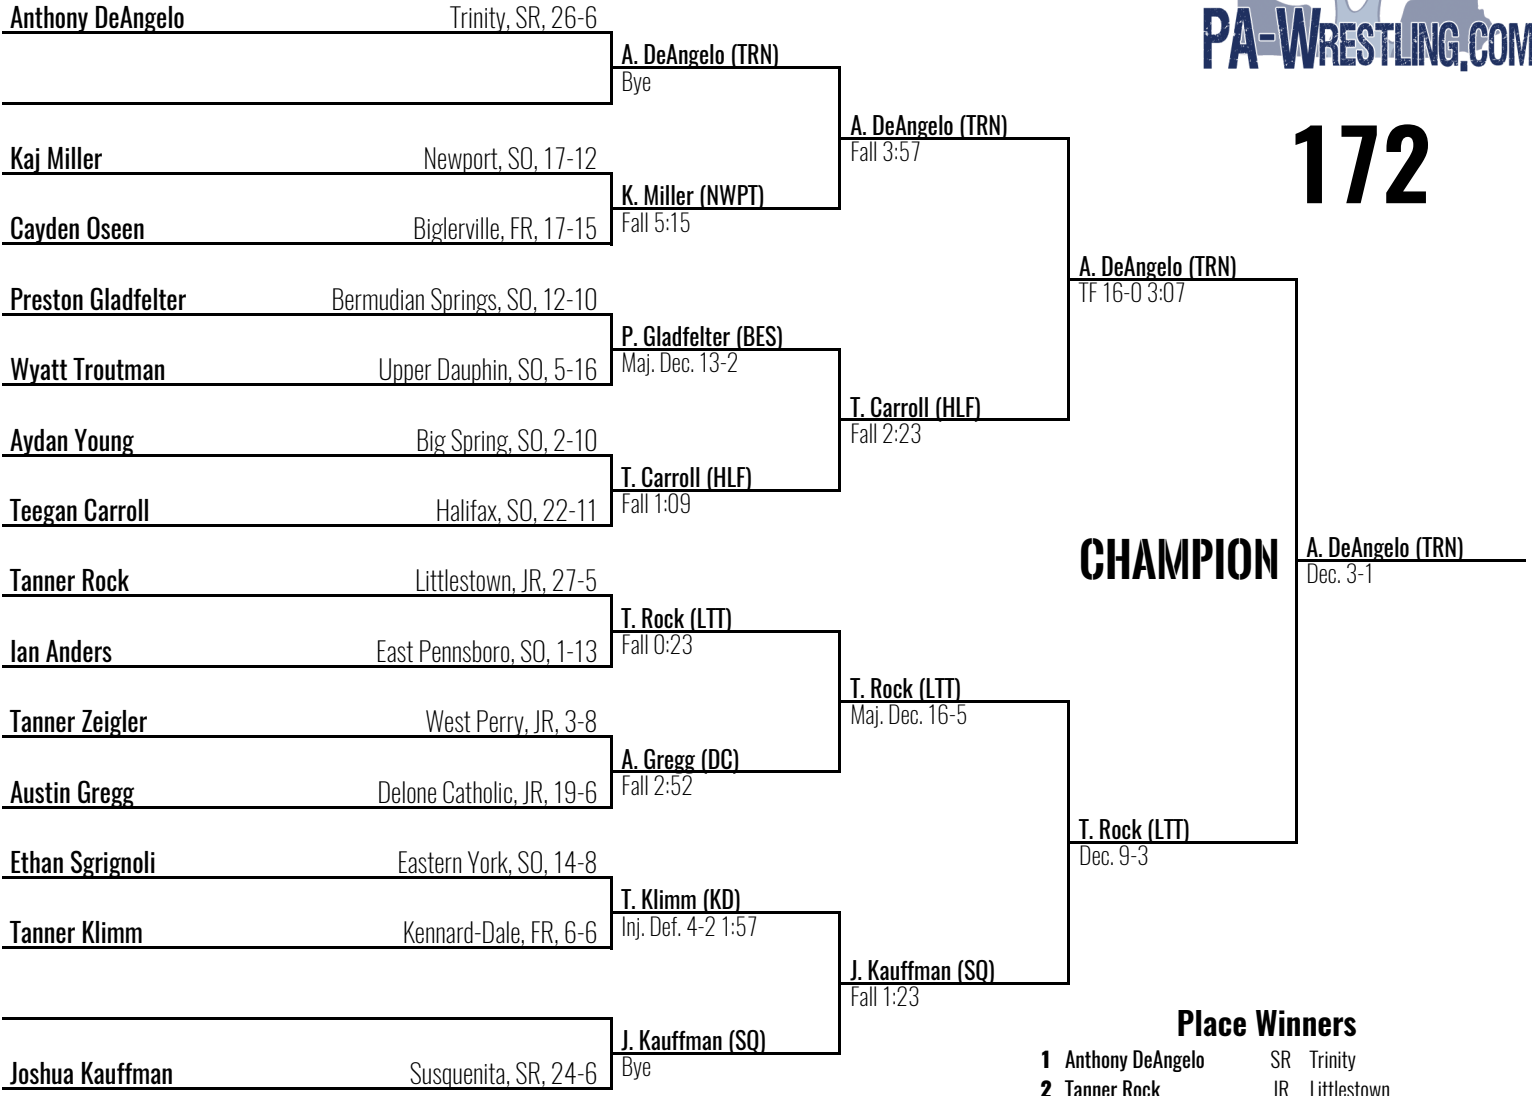 Anthony DeAngelo Trinity, SR, 26-6
A. DeAngelo (TRN)
Bye
PA-WRESTLING.COM
172
A. DeAngelo (TRN)
Fall 3:57
Kaj Miller Newport, SO, 17-12
K. Miller (NWPT)
Fall 5:15
Cayden Oseen Biglerville, FR, 17-15
A. DeAngelo (TRN)
TF 16-0 3:07
Preston Gladfelter Bermudian Springs, SO, 12-10
P. Gladfelter (BES)
Maj. Dec. 13-2
Wyatt Troutman Upper Dauphin, SO, 5-16
T. Carroll (HLF)
Fall 2:23
Aydan Young Big Spring, SO, 2-10
T. Carroll (HLF)
Fall 1:09
Teegan Carroll Halifax, SO, 22-11
CHAMPION
A. DeAngelo (TRN)
Dec. 3-1
Tanner Rock Littlestown, JR, 27-5
T. Rock (LTT)
Fall 0:23
Ian Anders East Pennsboro, SO, 1-13
T. Rock (LTT)
Maj. Dec. 16-5
Tanner Zeigler West Perry, JR, 3-8
A. Gregg (DC)
Fall 2:52
Austin Gregg Delone Catholic, JR, 19-6
T. Rock (LTT)
Dec. 9-3
Ethan Sgrignoli Eastern York, SO, 14-8
T. Klimm (KD)
Inj. Def. 4-2 1:57
Tanner Klimm Kennard-Dale, FR, 6-6
J. Kauffman (SQ)
Fall 1:23
J. Kauffman (SQ)
Bye
Joshua Kauffman Susquenita, SR, 24-6
Place Winners
1 Anthony DeAngelo SR Trinity
2 Tanner Rock JR Littlestown